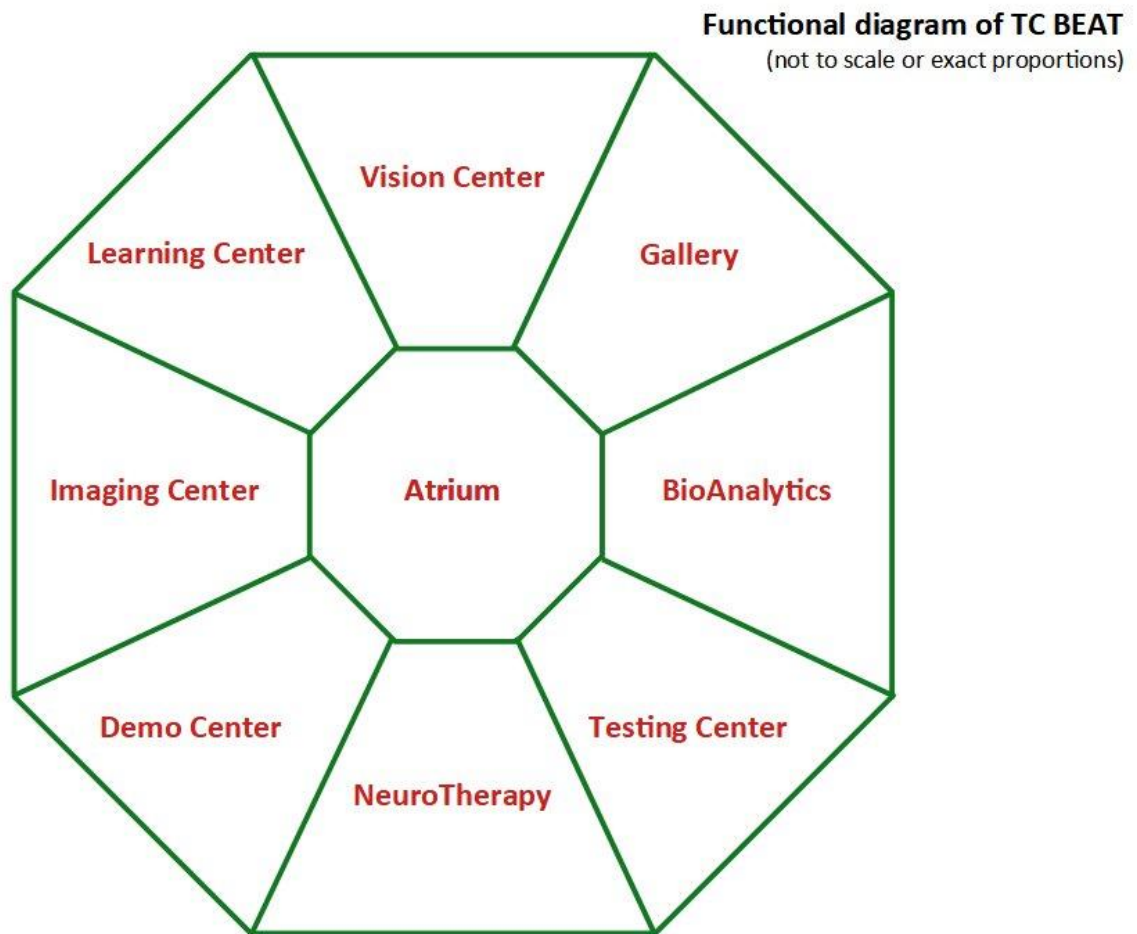 Functional diagram of TC BEAT
(not to scale or exact proportions)
Vision Center
Learning Center
Gallery
Imaging Center
Atrium
BioAnalytics
Demo Center
Testing Center
NeuroTherapy